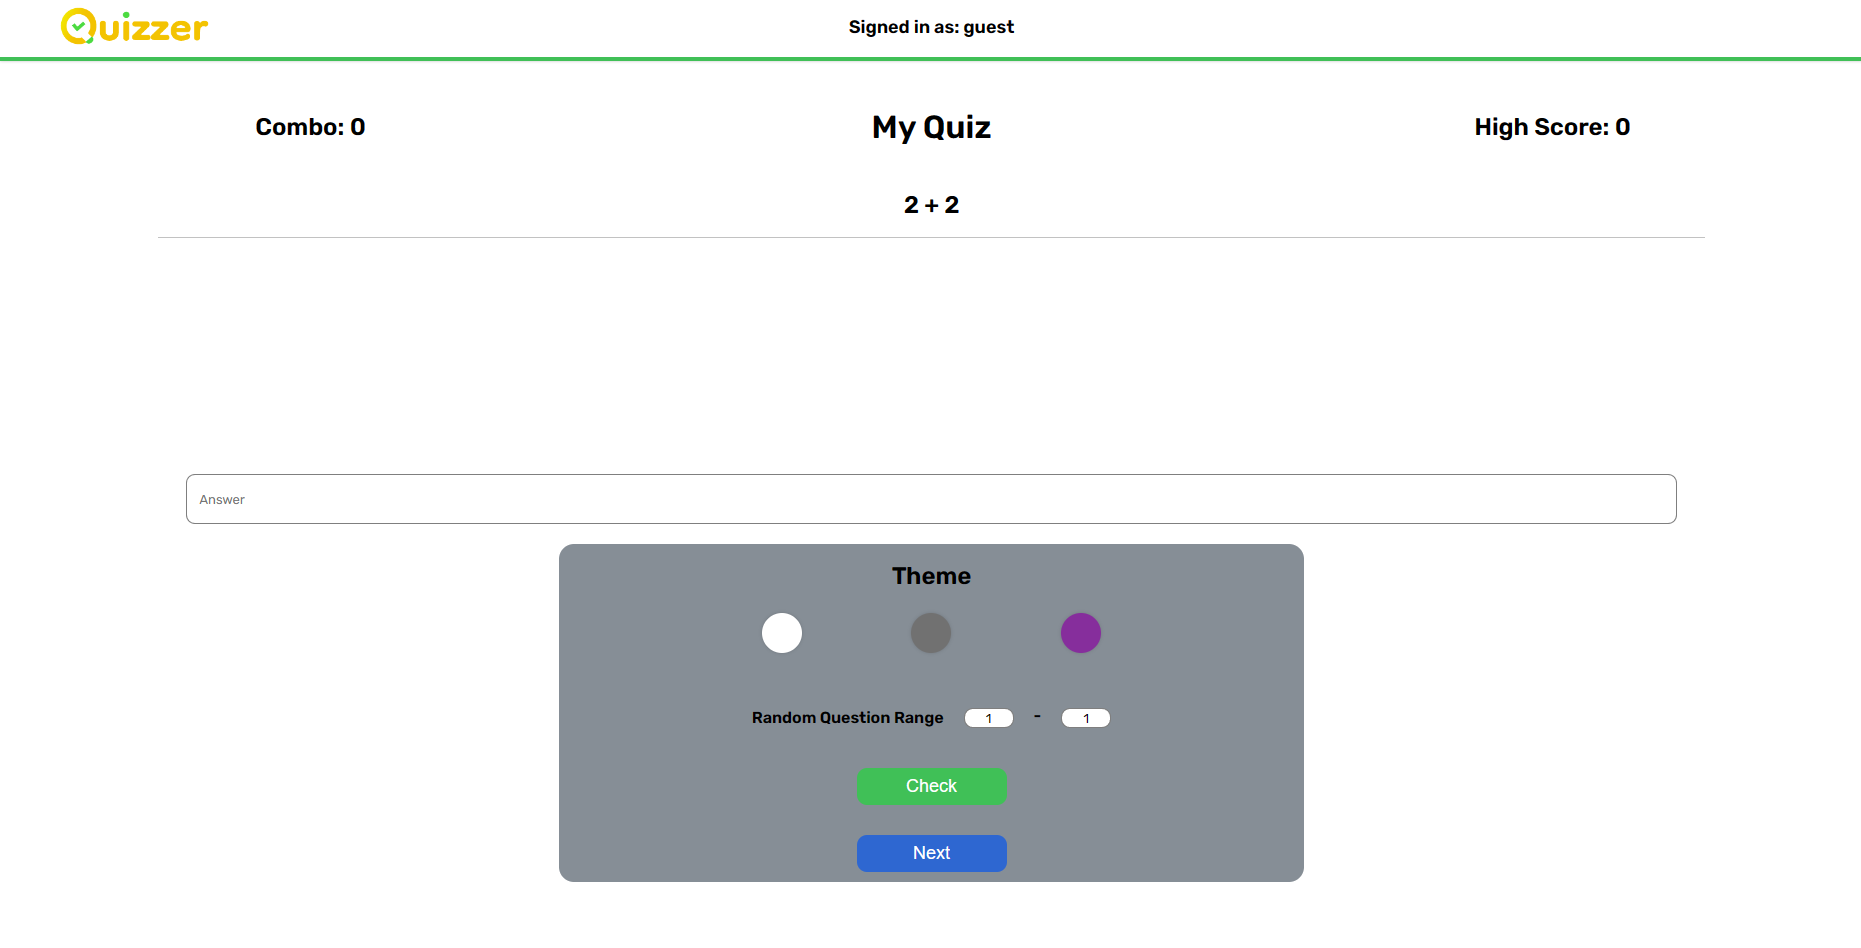 Quizzer
Signed in as: guest
Combo: 0
My Quiz
High Score: 0
2 + 2
Answer
Theme
Random Question Range 1 - 1
Check
Next